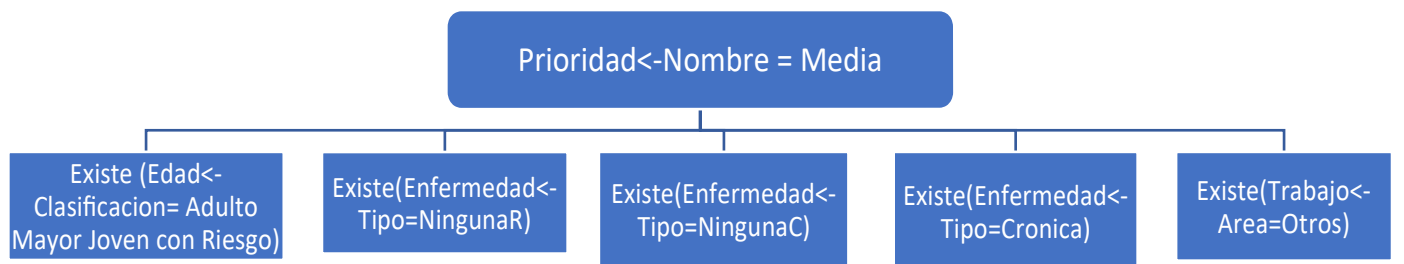 Prioridad<-Nombre = Media
Existe (Edad<-
Clasificacion= Adulto
Mayor Joven con Riesgo)
Existe(Enfermedad<-
Tipo=NingunaR)
Existe(Enfermedad<-
Tipo=NingunaC)
Existe(Enfermedad<-
Tipo=Cronica)
Existe(Trabajo<-
Area=Otros)